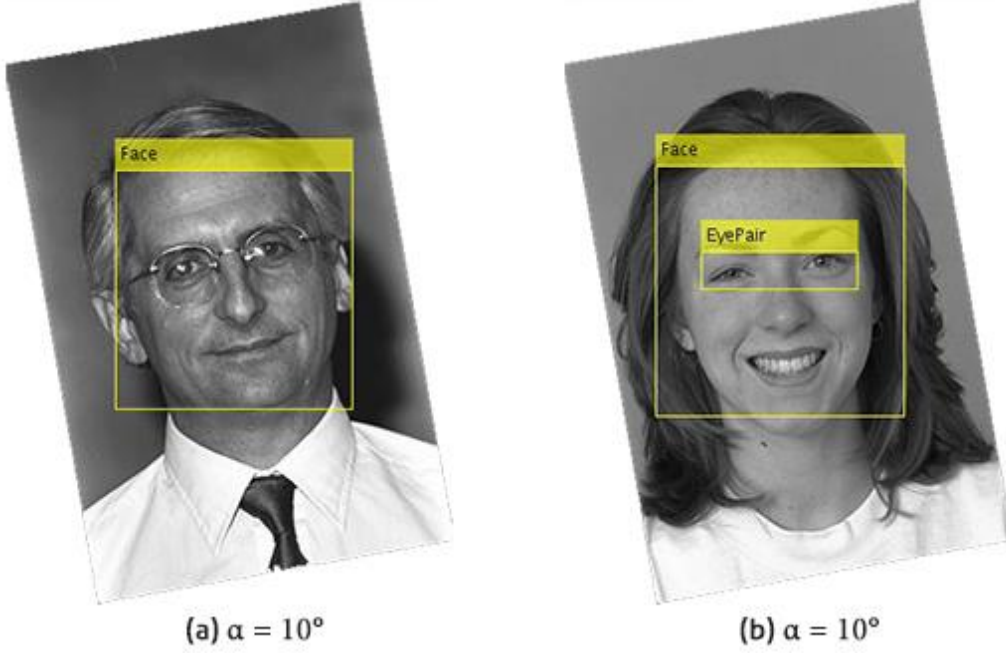 Face
Face
EyePair
(a) α = 10°
(b) α = 10°